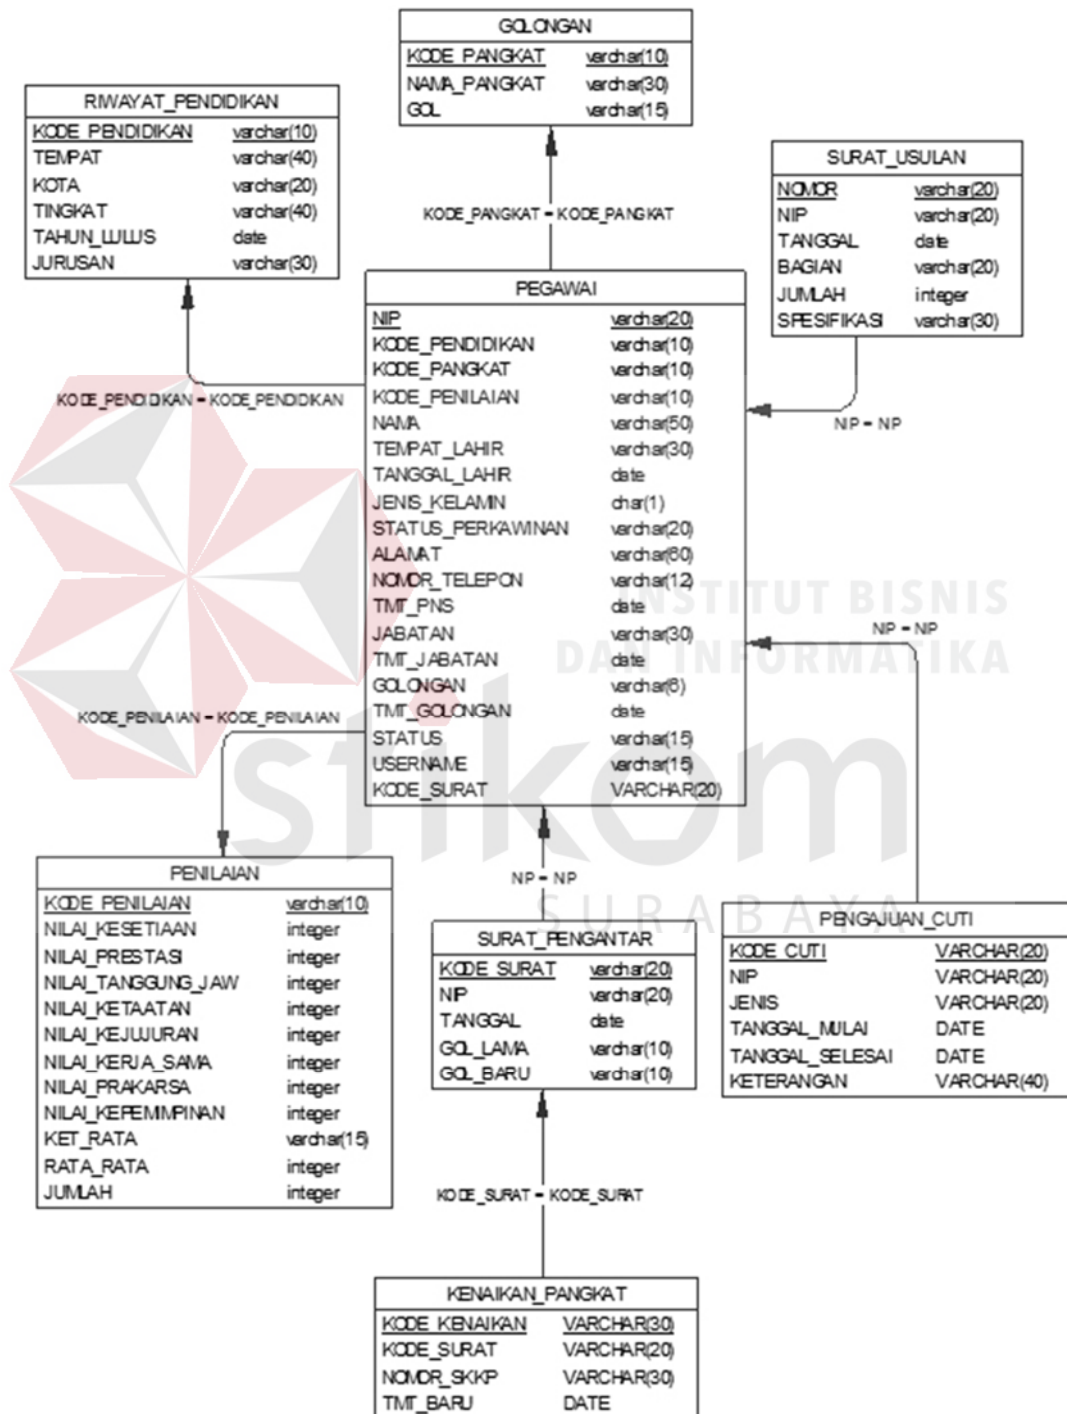 GOLONGAN
KODE_PANGKAT varchar(10)
NAMA_PANGKAT varchar(30)
GOL varchar(15)
RIWAYAT_PENDIDIKAN
KODE_PENDIDIKAN varchar(10)
TEMPAT varchar(40)
KOTA varchar(20)
TINGKAT varchar(40)
TAHUN_LULUS date
JURUSAN varchar(30)
SURAT_USULAN
NOMOR varchar(20)
NIP varchar(20)
TANGGAL date
BAGIAN varchar(20)
JUMLAH integer
SPESIFIKASI varchar(30)
KODE_PANGKAT = KODE_PANGKAT
PEGAWAI
NIP varchar(20)
KODE_PENDIDIKAN varchar(10)
KODE_PANGKAT varchar(10)
KODE_PENILAIAN varchar(10)
NAMA varchar(50)
TEMPAT_LAHIR varchar(30)
TANGGAL_LAHIR date
JENIS_KELAMIN char(1)
STATUS_PERKAWINAN varchar(20)
ALAMAT varchar(60)
NOMOR_TELEPON varchar(12)
TMT_PNS date
JABATAN varchar(30)
TMT_JABATAN date
GOLONGAN varchar(6)
TMT_GOLONGAN date
STATUS varchar(15)
USERNAME varchar(15)
KODE_SURAT VARCHAR(20)
KODE_PENDIDIKAN = KODE_PENDIDIKAN
NIP = NIP
INSTITUT BISNIS
DAN INFORMATIKA
NIP = NIP
KODE_PENILAIAN = KODE_PENILAIAN
stikom
SURABAYA
PENILAIAN
KODE_PENILAIAN varchar(10)
NILAI_KESETIAAN integer
NILAI_PRESTASI integer
NILAI_TANGGUNG_JAW integer
NILAI_KETAATAN integer
NILAI_KEJUJURAN integer
NILAI_KERJA_SAMA integer
NILAI_PRAKARSA integer
NILAI_KEPEMIMPINAN integer
KET_RATA varchar(15)
RATA_RATA integer
JUMLAH integer
NIP = NIP
SURAT_PENGANTAR
KODE_SURAT varchar(20)
NIP varchar(20)
TANGGAL date
GOL_LAMA varchar(10)
GOL_BARU varchar(10)
PENGAJUAN_CUTI
KODE_CUTI VARCHAR(20)
NIP VARCHAR(20)
JENIS VARCHAR(20)
TANGGAL_MULAI DATE
TANGGAL_SELESAI DATE
KETERANGAN VARCHAR(40)
KODE_SURAT = KODE_SURAT
KENAIKAN_PANGKAT
KODE_KENAIKAN VARCHAR(30)
KODE_SURAT VARCHAR(20)
NOMOR_SKKP VARCHAR(30)
TMT_BARU DATE